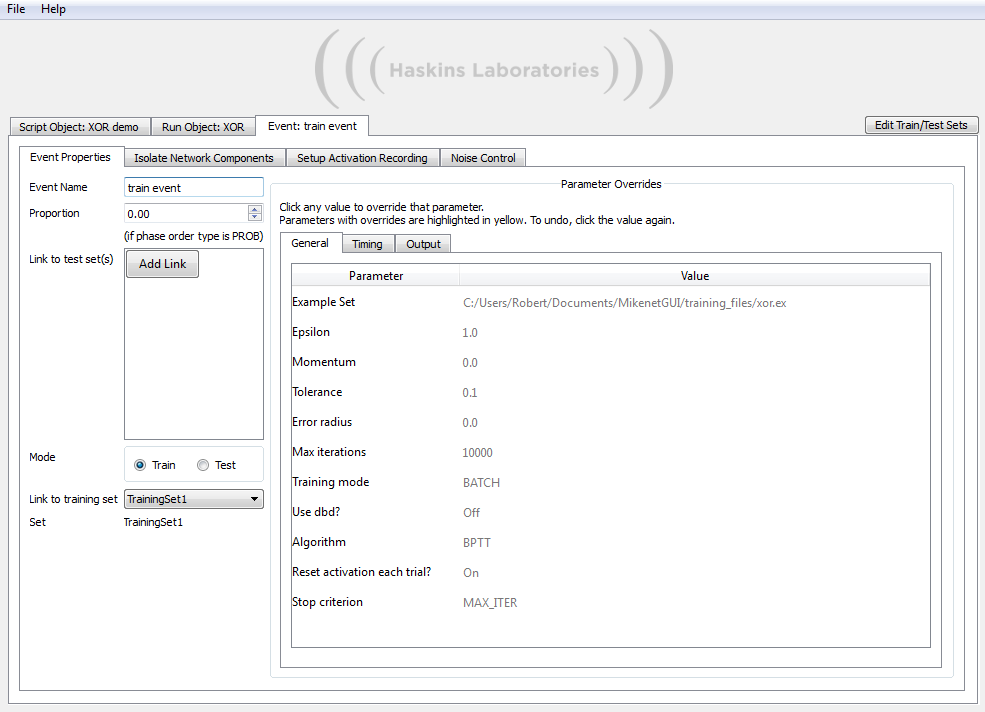 File Help
Haskins Laboratories
Script Object: XOR demo Run Object: XOR Event: train event Edit Train/Test Sets
Event Properties Isolate Network Components Setup Activation Recording Noise Control
Event Name train event
Proportion 0.00
(if phase order type is PROB)
Link to test set(s) Add Link
Mode
Train Test
Link to training set TrainingSet1
Set TrainingSet1
Parameter Overrides
Click any value to override that parameter.
Parameters with overrides are highlighted in yellow. To undo, click the value again.
General Timing Output
Parameter Value
Example Set C:/Users/Robert/Documents/MikenetGUI/training_files/xor.ex
Epsilon 1.0
Momentum 0.0
Tolerance 0.1
Error radius 0.0
Max iterations 10000
Training mode BATCH
Use dbd? Off
Algorithm BPTT
Reset activation each trial? On
Stop criterion MAX_ITER